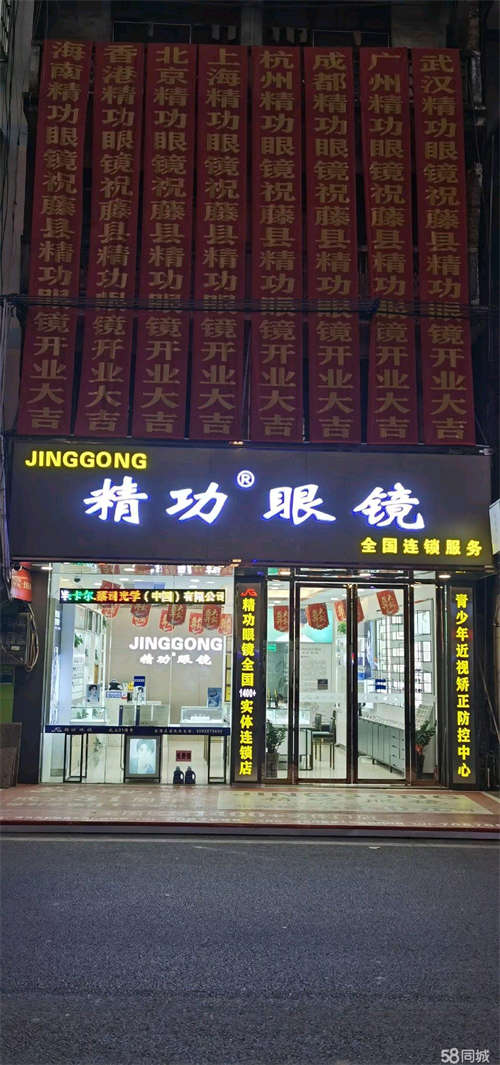 海南精功眼镜祝藤县精功眼镜开业大吉
香港精功眼镜祝藤县精功眼镜开业大吉
北京精功眼镜祝藤县精功眼镜开业大吉
上海精功眼镜祝藤县精功眼镜开业大吉
杭州精功眼镜祝藤县精功眼镜开业大吉
成都精功眼镜祝藤县精功眼镜开业大吉
广州精功眼镜祝藤县精功眼镜开业大吉
武汉精功眼镜祝藤县精功眼镜开业大吉
JINGGONG
精功®眼镜
全国连锁服务
卡尔蔡司光学(中国)有限公司
JINGGONG
精功眼镜
精功眼镜全国1400+实体连锁店
青少年近视矫正防控中心
58同城